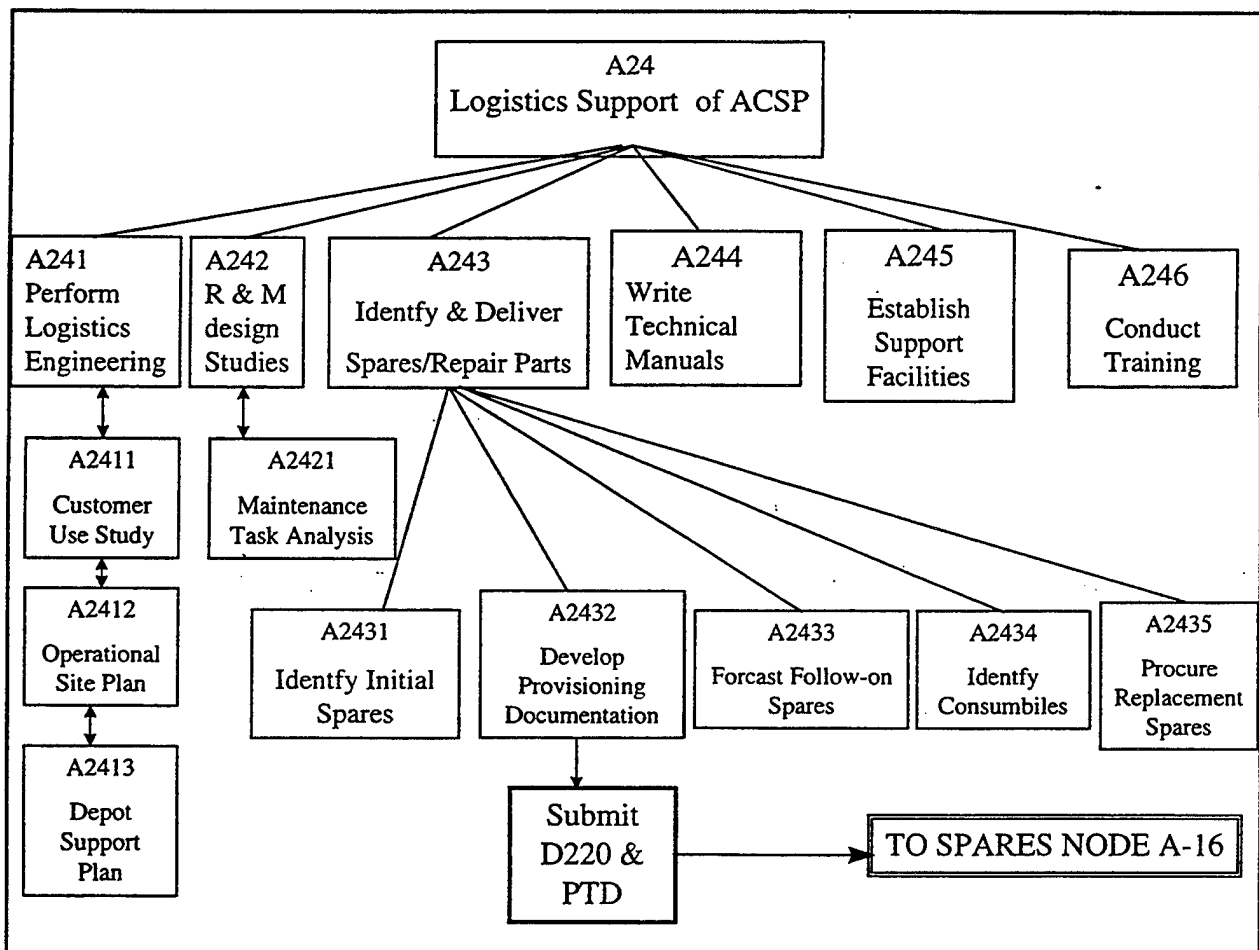 A24
Logistics Support of ACSP
A241
Perform
Logistics
Engineering
A242
R & M
design
Studies
A243
Identfy & Deliver
Spares/Repair Parts
A244
Write
Technical
Manuals
A245
Establish
Support
Facilities
A246
Conduct
Training
A2411
Customer
Use Study
A2421
Maintenance
Task Analysis
A2412
Operational
Site Plan
A2413
Depot
Support
Plan
A2431
Identfy Initial
Spares
A2432
Develop
Provisioning
Documentation
A2433
Forcast Follow-on
Spares
A2434
Identfy
Consumbiles
A2435
Procure
Replacement
Spares
Submit
D220 &
PTD
TO SPARES NODE A-16